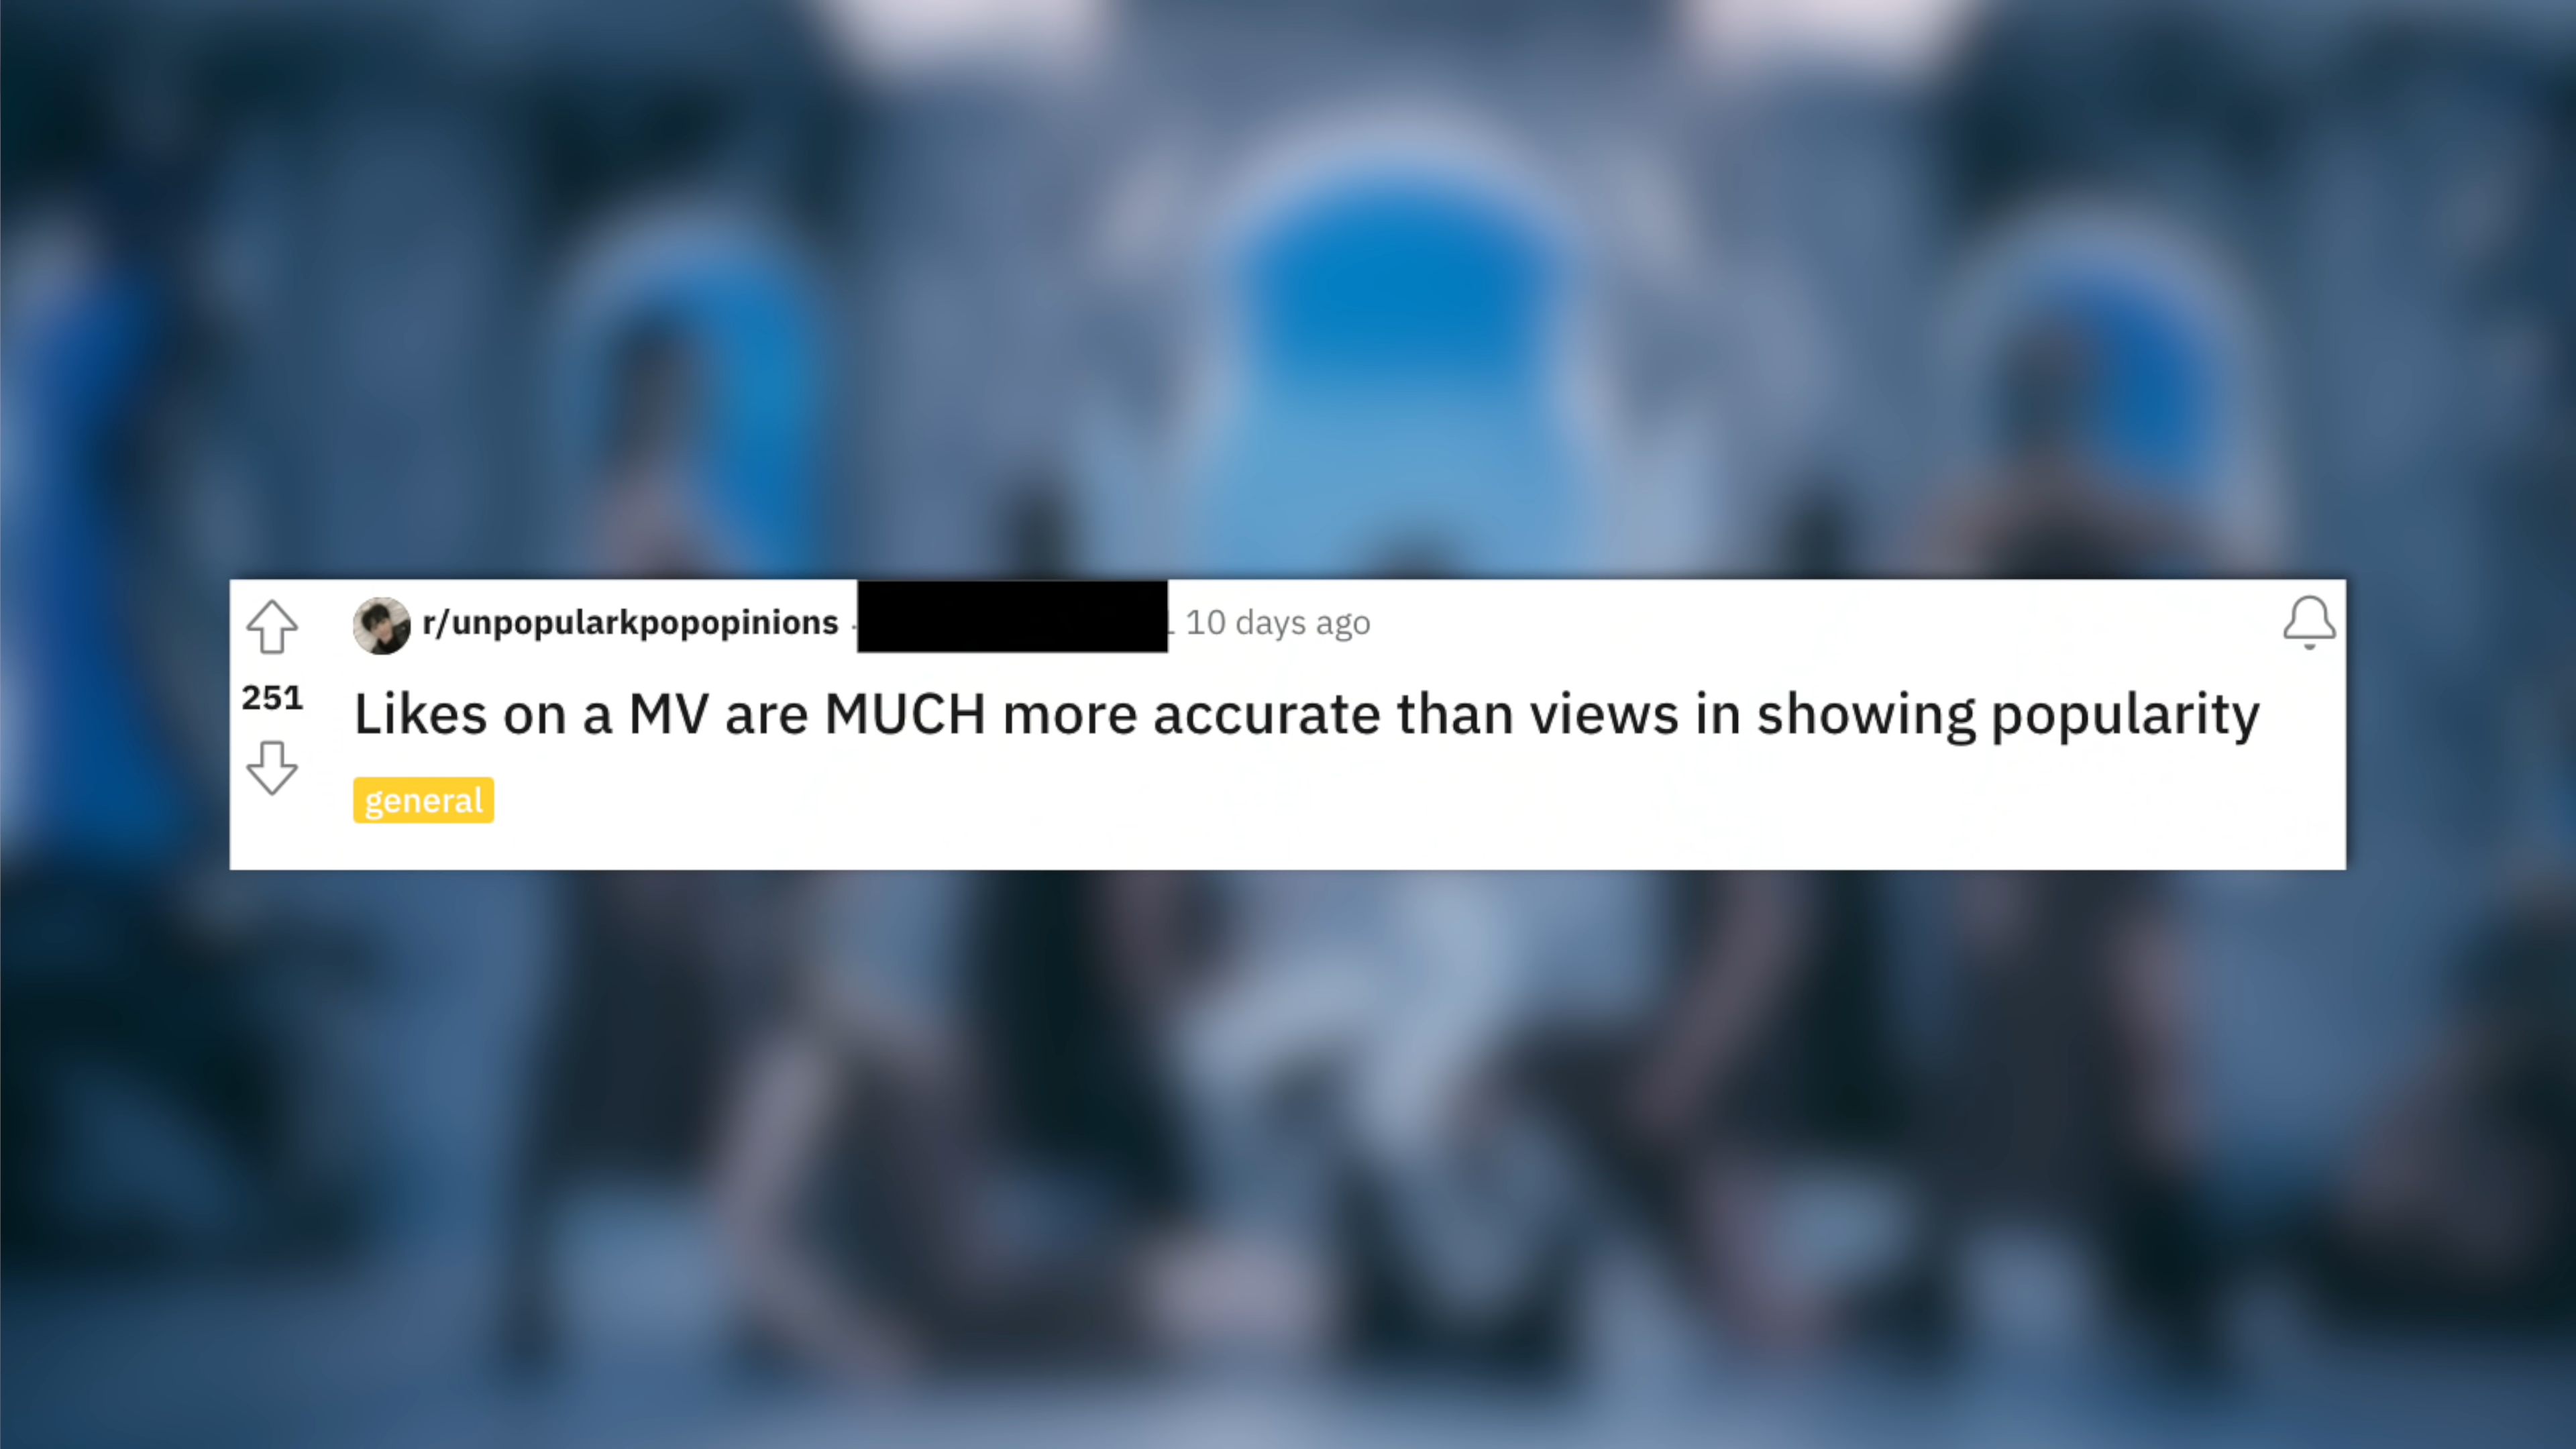 r/unpopularkpopopinions · 10 days ago
251
Likes on a MV are MUCH more accurate than views in showing popularity
general